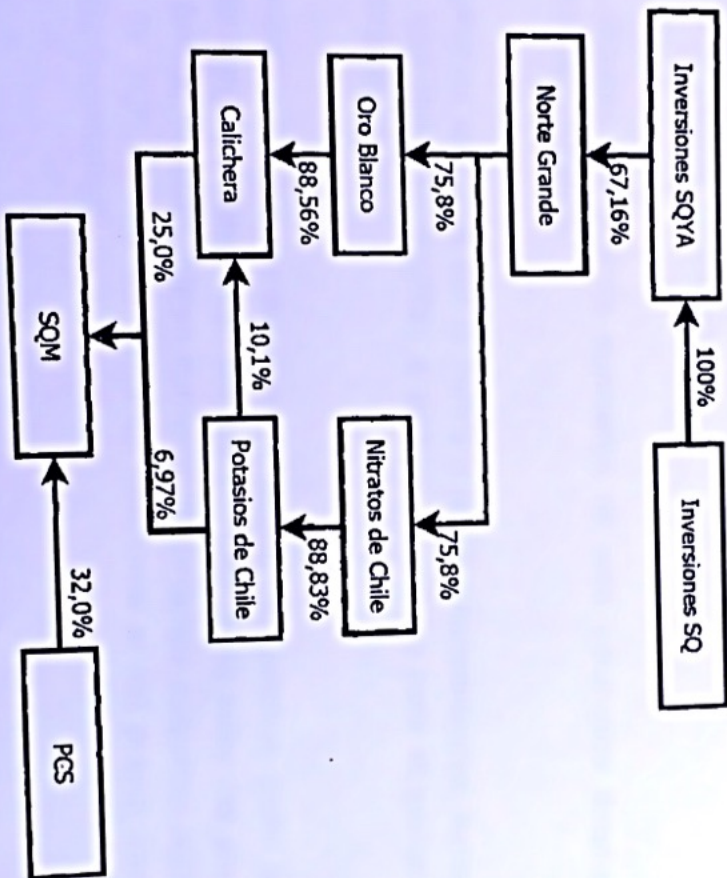 Inversiones SQ
100%
Inversiones SQYA
67,16%
Norte Grande
75,8%
75,8%
Oro Blanco
Nitratos de Chile
88,56%
88,83%
Calichera
10,1%
Potasios de Chile
25,0%
6,97%
SQM
32,0%
PCS